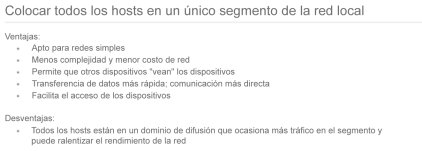 Colocar todos los hosts en un único segmento de la red local
Ventajas:
Apto para redes simples
Menos complejidad y menor costo de red
Permite que otros dispositivos "vean" los dispositivos
Transferencia de datos más rápida; comunicación más directa
Facilita el acceso de los dispositivos
Desventajas:
Todos los hosts están en un dominio de difusión que ocasiona más tráfico en el segmento y
puede ralentizar el rendimiento de la red